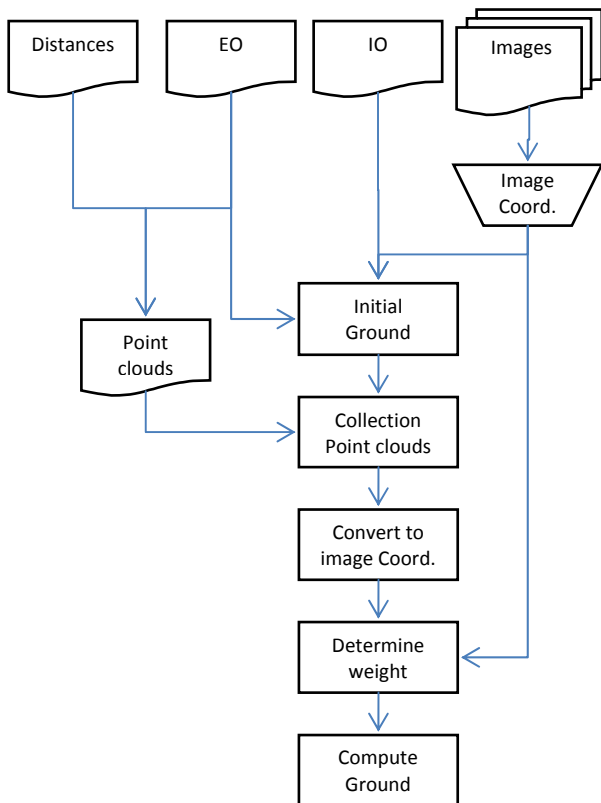 Distances
EO
IO
Images
Image
Coord.
Initial
Ground
Point
clouds
Collection
Point clouds
Convert to
image Coord.
Determine
weight
Compute
Ground